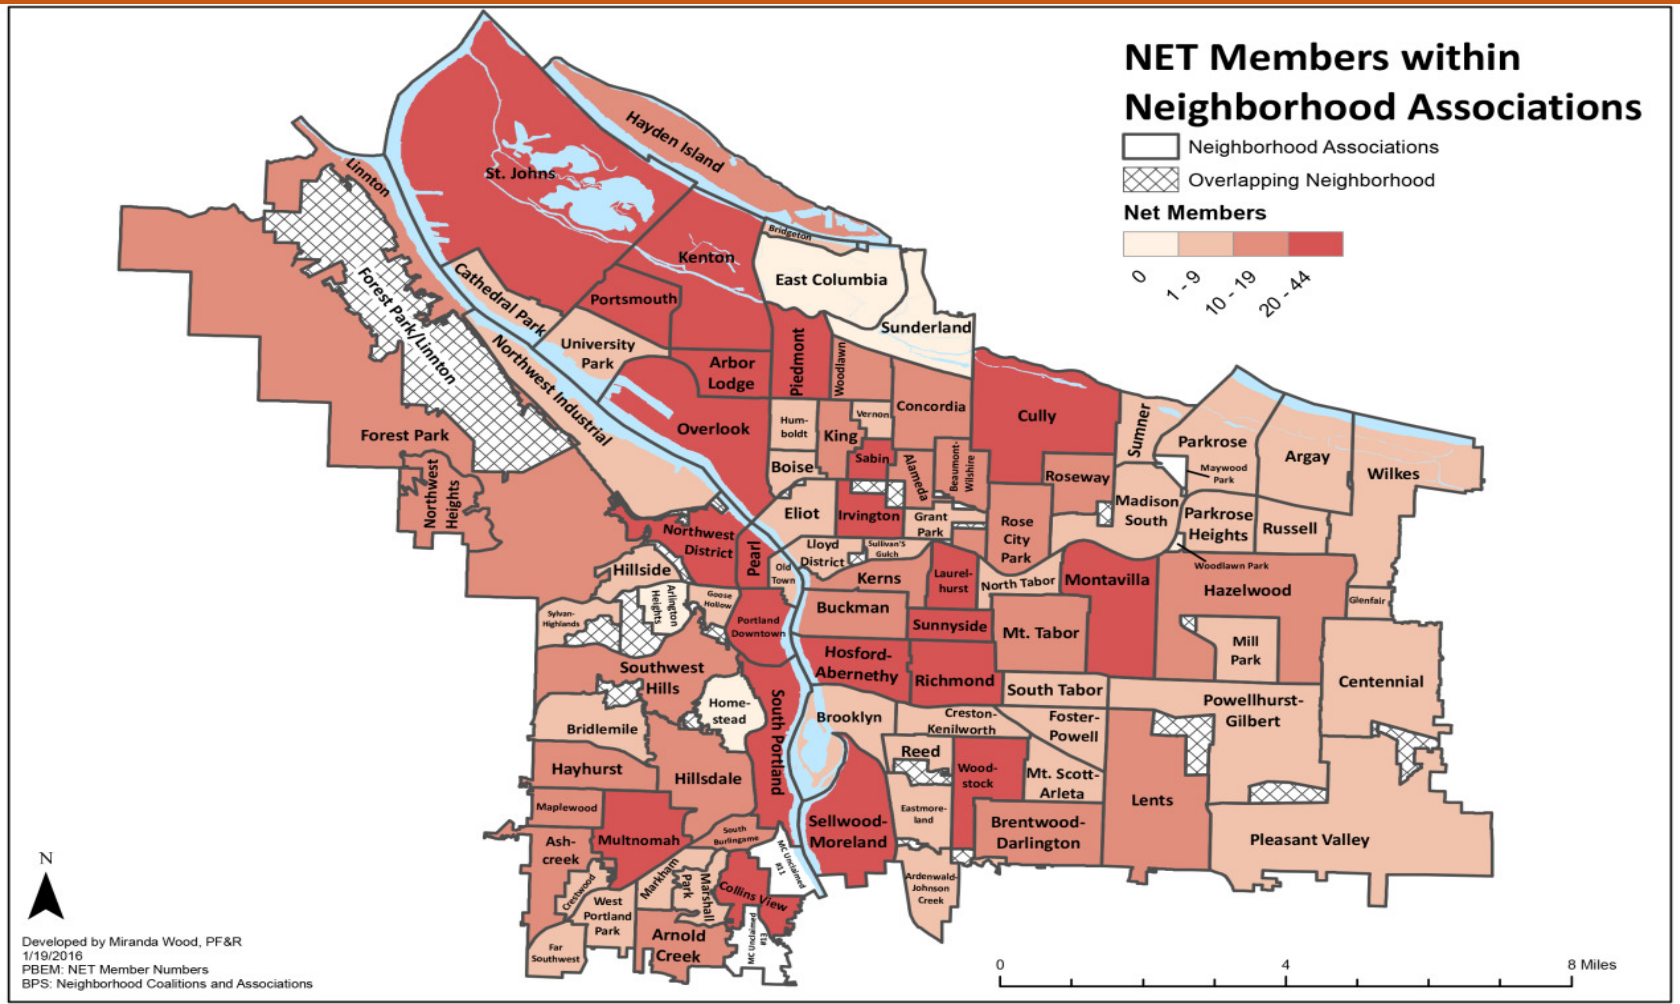 NET Members within
Neighborhood Associations
Neighborhood Associations
Overlapping Neighborhood
Net Members
0
1 - 9
10 - 19
20 - 44
Hayden Island
Linnton
St. Johns
Bridgeton
Kenton
East Columbia
Cathedral Park
Portsmouth
Forest Park/Linnton
Sunderland
University
Park
Northwest Industrial
Arbor
Lodge
Piedmont
Woodlawn
Concordia
Cully
Sumner
Parkrose
Maywood
Park
Argay
Wilkes
Overlook
Hum-
boldt
Vernon
King
Sabin
Alameda
Beaumont-
Wilshire
Roseway
Boise
Forest Park
Northwest
Heights
Madison
South
Parkrose
Heights
Russell
Eliot
Irvington
Grant
Park
Rose
City
Park
Northwest
District
Pearl
Lloyd
District
Sullivan'S
Gulch
Old
Town
Woodlawn Park
Hillside
Kerns
Laurel-
hurst
North Tabor
Montavilla
Hazelwood
Glenfair
Arlington
Heights
Goose
Hollow
Sylvan-
Highlands
Buckman
Portland
Downtown
Sunnyside
Mt. Tabor
Mill
Park
Hosford-
Abernethy
Southwest
Hills
Richmond
South Tabor
Centennial
Powellhurst-
Gilbert
Home-
stead
South Portland
Brooklyn
Creston-
Kenilworth
Foster-
Powell
Bridlemile
Reed
Hayhurst
Hillsdale
Wood-
stock
Mt. Scott-
Arleta
Lents
Maplewood
Eastmore-
land
Sellwood-
Moreland
Brentwood-
Darlington
Pleasant Valley
Ash-
creek
Multnomah
South
Burlingame
MC Unclaimed
#11
Markham
Crestwood
Park
Marshall
Collins View
Ardenwald-
Johnson
Creek
West
Portland
Park
Arnold
Creek
MC Unclaimed
#13
Far
Southwest
N
Developed by Miranda Wood, PF&R
1/19/2016
PBEM: NET Member Numbers
BPS: Neighborhood Coalitions and Associations
0
4
8 Miles